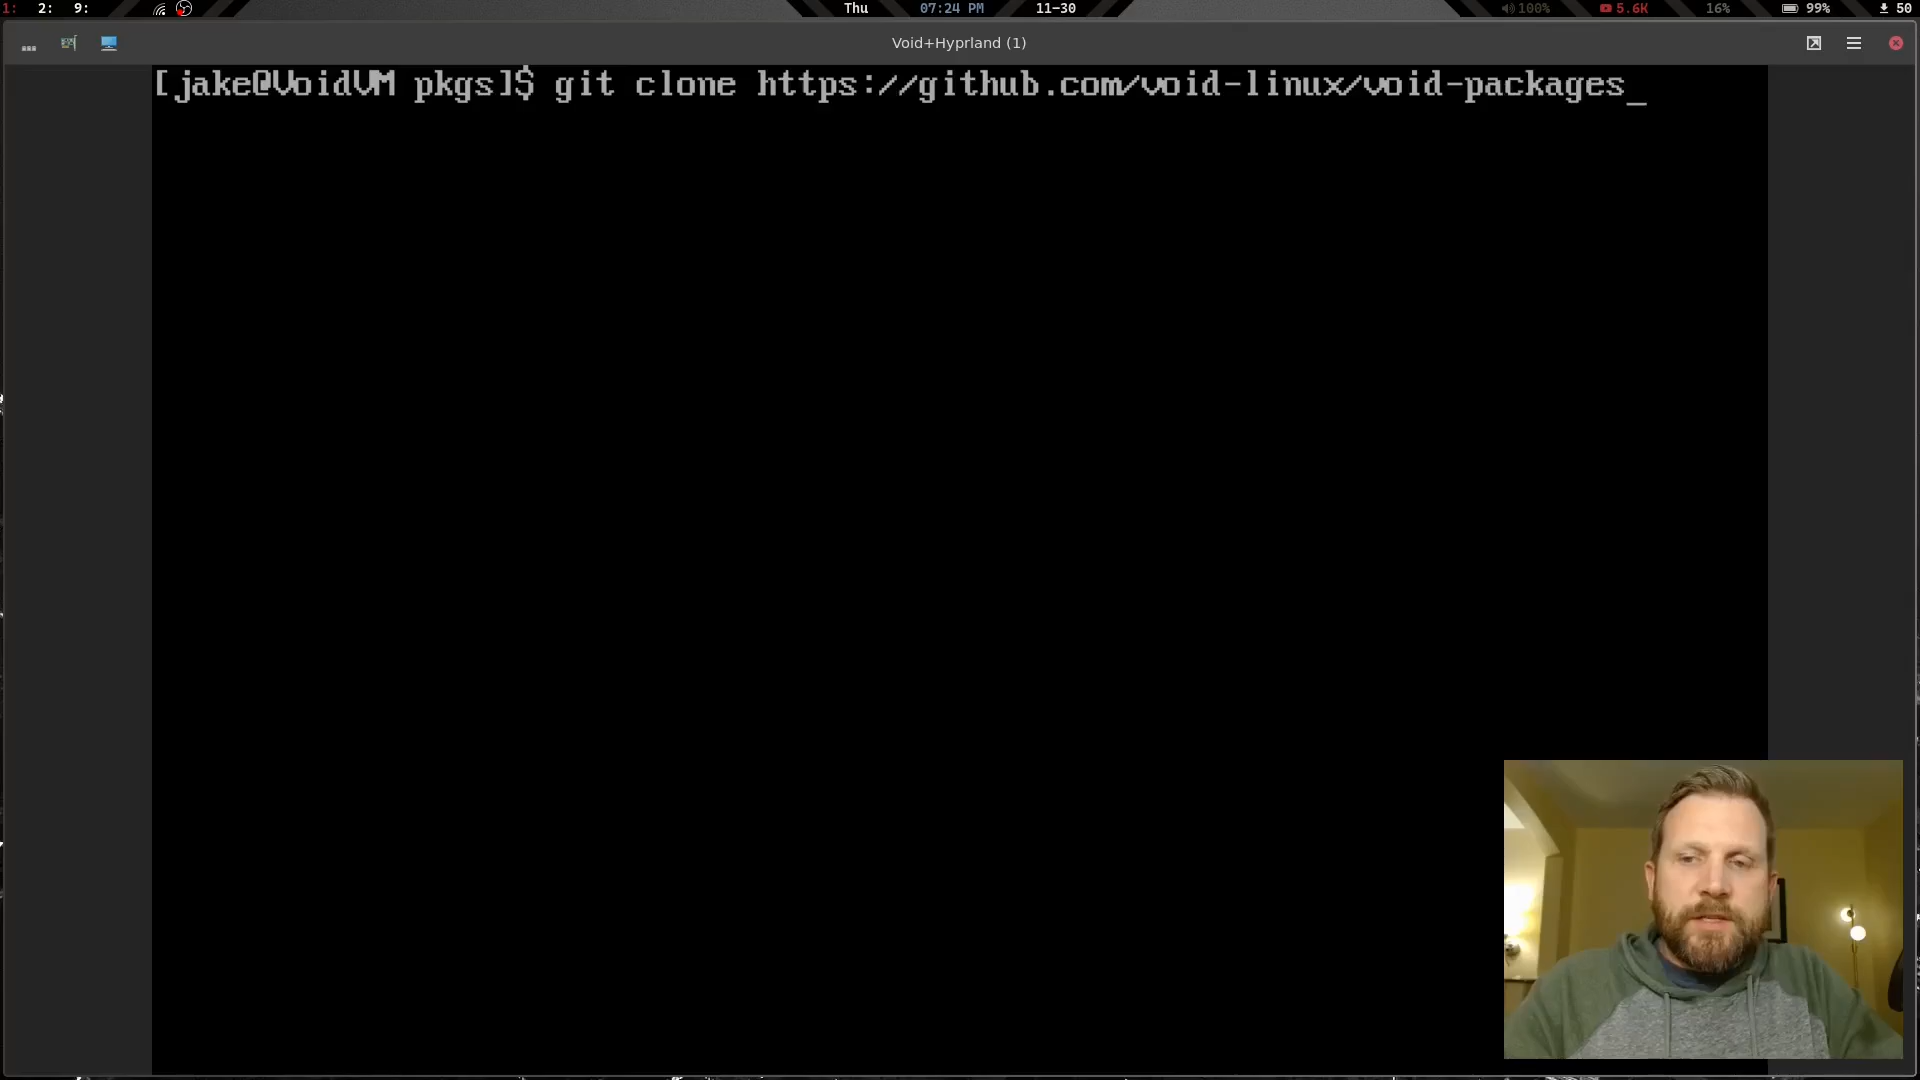 1: 2: 9: Thu 07:24 PM 11-30 100% 5.6K 16% 99% 50
Void+Hyprland (1)
[jake@VoidVM pkgs]$ git clone https://github.com/void-linux/void-packages_